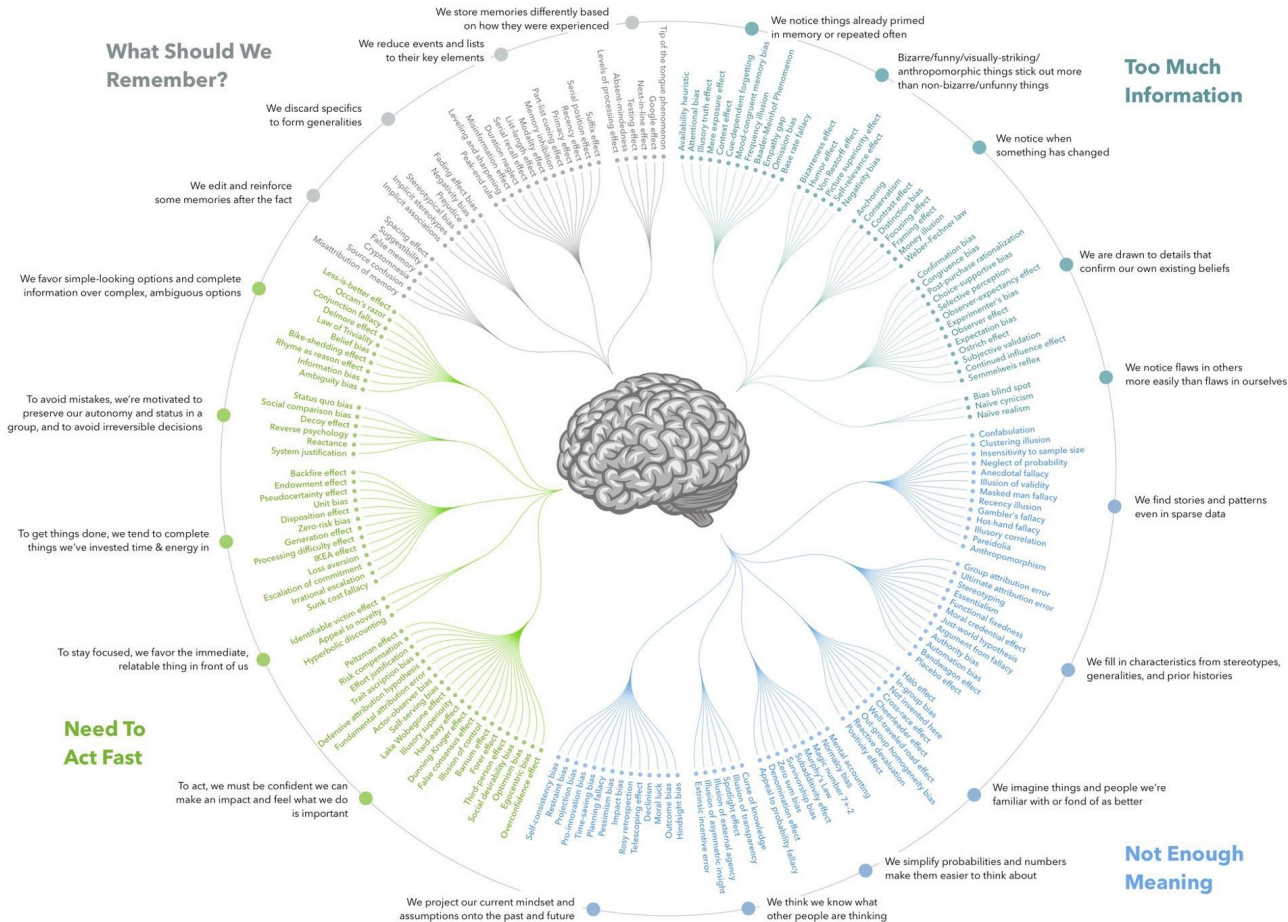 What Should We
Remember?
We store memories differently based
on how they were experienced
We reduce events and lists
to their key elements
We discard specifics
to form generalities
We edit and reinforce
some memories after the fact
Tip of the tongue phenomenon
Google effect
Next-in-line effect
Testing effect
Absent-mindedness
Levels of processing effect
Suffix effect
Serial position effect
Recency effect
Primacy effect
Part-list cueing effect
Memory inhibition
Modality effect
List-length effect
Serial recall effect
Duration neglect
Misinformation effect
Leveling and sharpening
Peak-end rule
Fading affect bias
Negativity bias
Prejudice
Stereotypical bias
Implicit stereotypes
Implicit associations
Spacing effect
Suggestibility
False memory
Cryptomnesia
Source confusion
Misattribution of memory
Too Much
Information
We notice things already primed
in memory or repeated often
Bizarre/funny/visually-striking/
anthropomorphic things stick out more
than non-bizarre/unfunny things
We notice when
something has changed
We are drawn to details that
confirm our own existing beliefs
We notice flaws in others
more easily than flaws in ourselves
Availability heuristic
Attentional bias
Illusory truth effect
Mere exposure effect
Context effect
Cue-dependent forgetting
Mood-congruent memory bias
Frequency illusion
Baader-Meinhof Phenomenon
Empathy gap
Omission bias
Base rate fallacy
Bizarreness effect
Humor effect
Von Restorff effect
Picture superiority effect
Self-relevance effect
Negativity bias
Anchoring
Conservatism
Contrast effect
Distinction bias
Focusing effect
Framing effect
Money illusion
Weber-Fechner law
Confirmation bias
Congruence bias
Post-purchase rationalization
Choice-supportive bias
Selective perception
Observer-expectancy effect
Experimenter's bias
Observer effect
Expectation bias
Ostrich effect
Subjective validation
Continued influence effect
Semmelweis reflex
Bias blind spot
Naïve cynicism
Naïve realism
Not Enough
Meaning
We find stories and patterns
even in sparse data
We fill in characteristics from stereotypes,
generalities, and prior histories
We imagine things and people we're
familiar with or fond of as better
We simplify probabilities and numbers
make them easier to think about
We think we know what
other people are thinking
We project our current mindset and
assumptions onto the past and future
Confabulation
Clustering illusion
Insensitivity to sample size
Neglect of probability
Anecdotal fallacy
Illusion of validity
Masked man fallacy
Recency illusion
Gambler's fallacy
Hot-hand fallacy
Illusory correlation
Pareidolia
Anthropomorphism
Group attribution error
Ultimate attribution error
Stereotyping
Essentialism
Functional fixedness
Moral credential effect
Just-world hypothesis
Argument from fallacy
Authority bias
Automation bias
Bandwagon effect
Placebo effect
Halo effect
In-group bias
Not invented here
Cross-race effect
Cheerleader effect
Well-traveled road effect
Out-group homogeneity bias
Reactive devaluation
Positivity effect
Mental accounting
Normalcy bias
Magic number 7+-2
Murphy's Law
Subadditivity effect
Survivorship bias
Zero sum bias
Denomination effect
Appeal to probability fallacy
Curse of knowledge
Illusion of transparency
Spotlight effect
Illusion of external agency
Illusion of asymmetric insight
Extrinsic incentive error
Hindsight bias
Outcome bias
Moral luck
Declinism
Telescoping effect
Rosy retrospection
Impact bias
Pessimism bias
Planning fallacy
Time-saving bias
Pro-innovation bias
Projection bias
Restraint bias
Self-consistency bias
Need To
Act Fast
We favor simple-looking options and complete
information over complex, ambiguous options
To avoid mistakes, we're motivated to
preserve our autonomy and status in a
group, and to avoid irreversible decisions
To get things done, we tend to complete
things we've invested time & energy in
To stay focused, we favor the immediate,
relatable thing in front of us
To act, we must be confident we can
make an impact and feel what we do
is important
Less-is-better effect
Occam's razor
Conjunction fallacy
Delmore effect
Law of Triviality
Belief bias
Bike-shedding effect
Rhyme as reason effect
Information bias
Ambiguity bias
Status quo bias
Social comparison bias
Decoy effect
Reverse psychology
Reactance
System justification
Backfire effect
Endowment effect
Pseudocertainty effect
Unit bias
Disposition effect
Zero-risk bias
Generation effect
Processing difficulty effect
IKEA effect
Loss aversion
Escalation of commitment
Irrational escalation
Sunk cost fallacy
Identifiable victim effect
Appeal to novelty
Hyperbolic discounting
Peltzman effect
Risk compensation
Effort justification
Trait ascription bias
Defensive attribution hypothesis
Fundamental attribution error
Actor-observer bias
Self-serving bias
Lake Wobegone effect
Illusory superiority
Hard-easy effect
Dunning Kruger effect
False consensus effect
Illusion of control
Barnum effect
Forer effect
Third-person effect
Social desirability bias
Optimism bias
Egocentric bias
Overconfidence effect